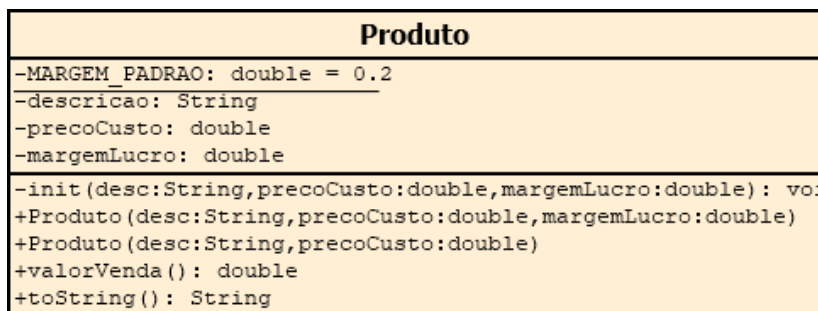 Produto
-MARGEM_PADRAO: double = 0.2
-descricao: String
-precoCusto: double
-margemLucro: double
-init(desc:String,precoCusto:double,margemLucro:double): voi
+Produto(desc:String,precoCusto:double,margemLucro:double)
+Produto(desc:String,precoCusto:double)
+valorVenda(): double
+toString(): String